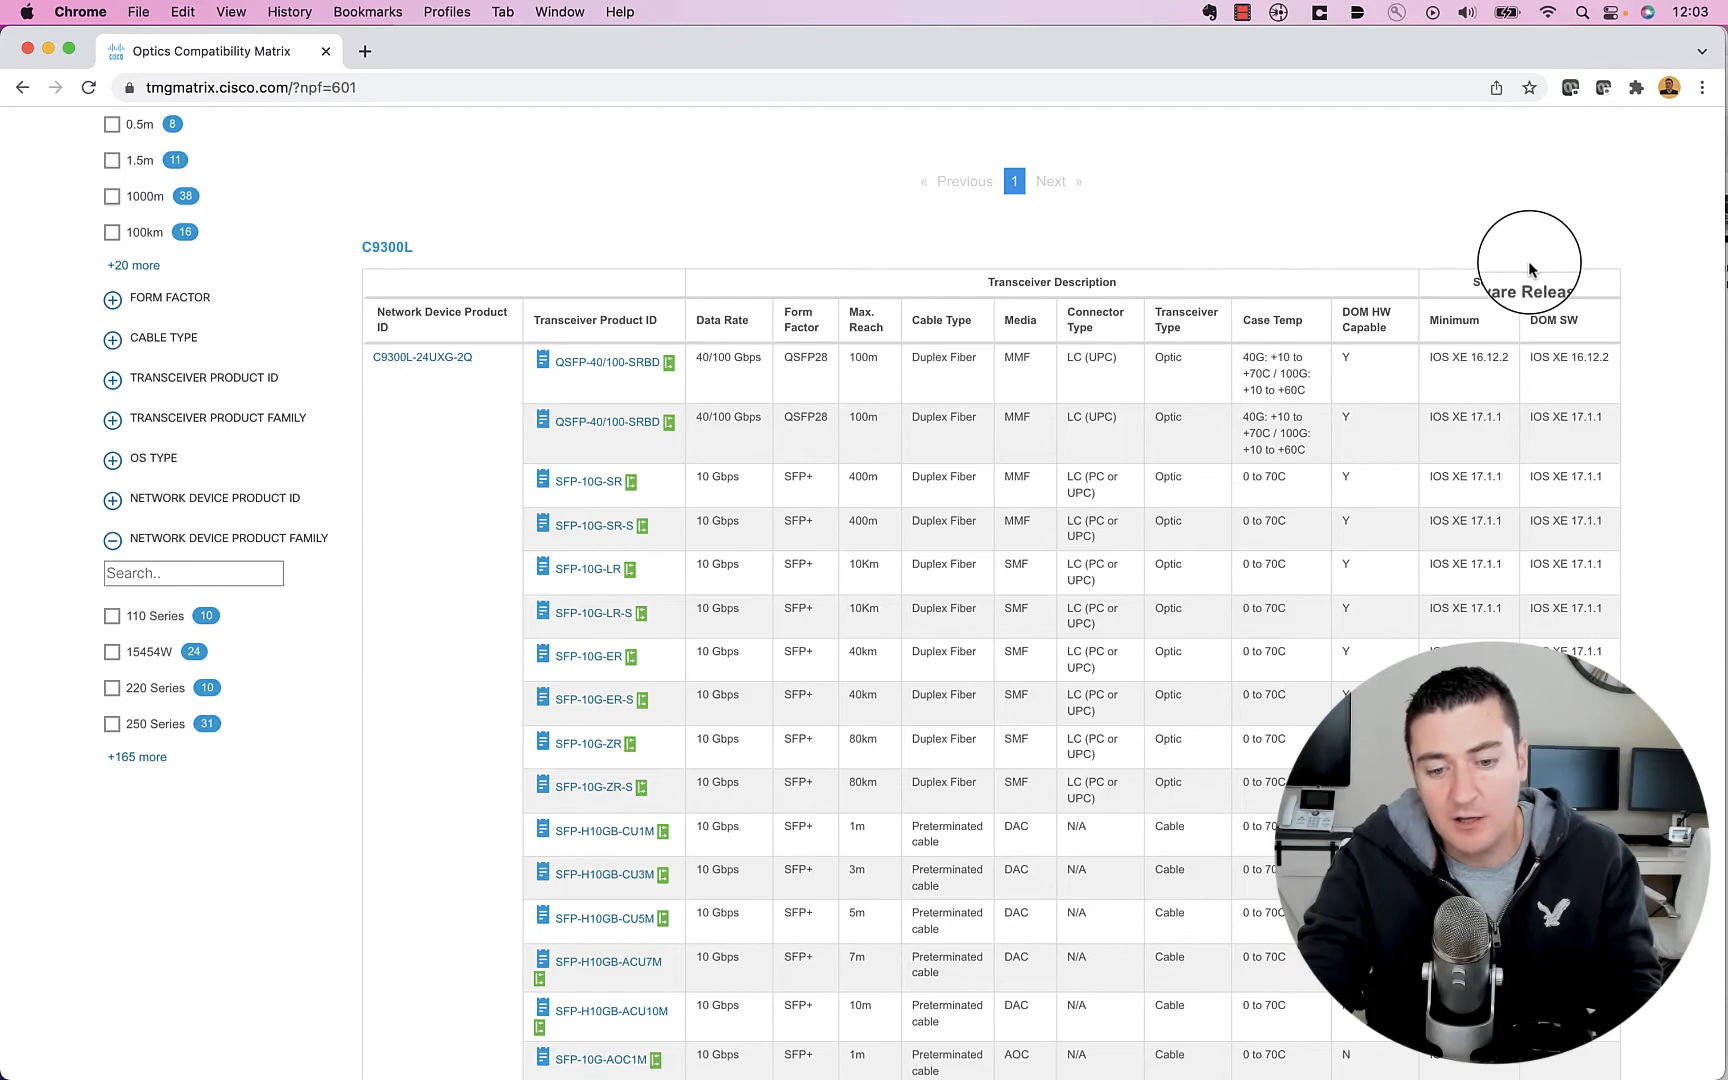 Chrome File Edit View History Bookmarks Profiles Tab Window Help 12:03
Optics Compatibility Matrix
tmgmatrix.cisco.com/?npf=601
0.5m 8
1.5m 11
1000m 38
100km 16
+20 more
FORM FACTOR
CABLE TYPE
TRANSCEIVER PRODUCT ID
TRANSCEIVER PRODUCT FAMILY
OS TYPE
NETWORK DEVICE PRODUCT ID
NETWORK DEVICE PRODUCT FAMILY
Search..
110 Series 10
15454W 24
220 Series 10
250 Series 31
+165 more
« Previous 1 Next »
C9300L
Transceiver Description
Network Device Product ID Transceiver Product ID Data Rate Form Factor Max. Reach Cable Type Media Connector Type Transceiver Type Case Temp DOM HW Capable Minimum DOM SW
C9300L-24UXG-2Q QSFP-40/100-SRBD 40/100 Gbps QSFP28 100m Duplex Fiber MMF LC (UPC) Optic 40G: +10 to +70C / 100G: +10 to +60C Y IOS XE 16.12.2 IOS XE 16.12.2
QSFP-40/100-SRBD 40/100 Gbps QSFP28 100m Duplex Fiber MMF LC (UPC) Optic 40G: +10 to +70C / 100G: +10 to +60C Y IOS XE 17.1.1 IOS XE 17.1.1
SFP-10G-SR 10 Gbps SFP+ 400m Duplex Fiber MMF LC (PC or UPC) Optic 0 to 70C Y IOS XE 17.1.1 IOS XE 17.1.1
SFP-10G-SR-S 10 Gbps SFP+ 400m Duplex Fiber MMF LC (PC or UPC) Optic 0 to 70C Y IOS XE 17.1.1 IOS XE 17.1.1
SFP-10G-LR 10 Gbps SFP+ 10Km Duplex Fiber SMF LC (PC or UPC) Optic 0 to 70C Y IOS XE 17.1.1 IOS XE 17.1.1
SFP-10G-LR-S 10 Gbps SFP+ 10Km Duplex Fiber SMF LC (PC or UPC) Optic 0 to 70C Y IOS XE 17.1.1 IOS XE 17.1.1
SFP-10G-ER 10 Gbps SFP+ 40km Duplex Fiber SMF LC (PC or UPC) Optic 0 to 70C Y
SFP-10G-ER-S 10 Gbps SFP+ 40km Duplex Fiber SMF LC (PC or UPC) Optic 0 to 70C
SFP-10G-ZR 10 Gbps SFP+ 80km Duplex Fiber SMF LC (PC or UPC) Optic 0 to 70C
SFP-10G-ZR-S 10 Gbps SFP+ 80km Duplex Fiber SMF LC (PC or UPC) Optic 0 to
SFP-H10GB-CU1M 10 Gbps SFP+ 1m Preterminated cable DAC N/A Cable 0 to
SFP-H10GB-CU3M 10 Gbps SFP+ 3m Preterminated cable DAC N/A Cable 0 to
SFP-H10GB-CU5M 10 Gbps SFP+ 5m Preterminated cable DAC N/A Cable 0 to
SFP-H10GB-ACU7M 10 Gbps SFP+ 7m Preterminated cable DAC N/A Cable 0 to 70C
SFP-H10GB-ACU10M 10 Gbps SFP+ 10m Preterminated cable DAC N/A Cable 0 to 70C
SFP-10G-AOC1M 10 Gbps SFP+ 1m Preterminated cable AOC N/A Cable 0 to 70C N